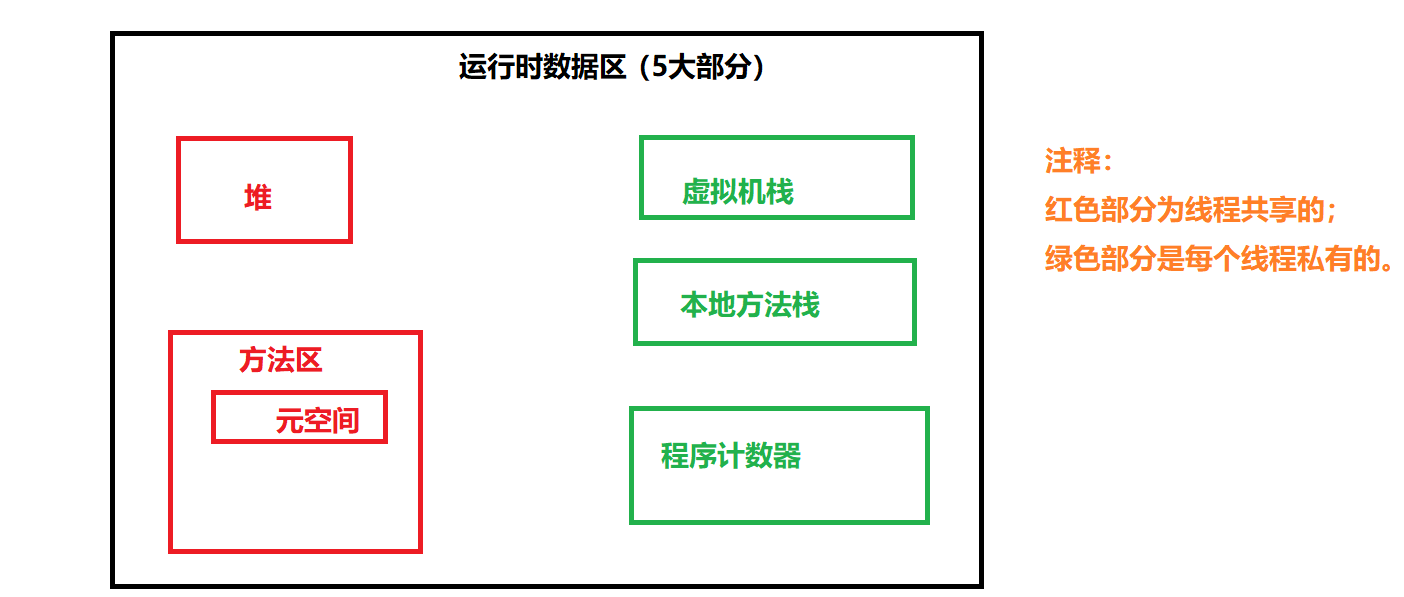 运行时数据区（5大部分）
堆
方法区
元空间
虚拟机栈
本地方法栈
程序计数器
注释：
红色部分为线程共享的；
绿色部分是每个线程私有的。